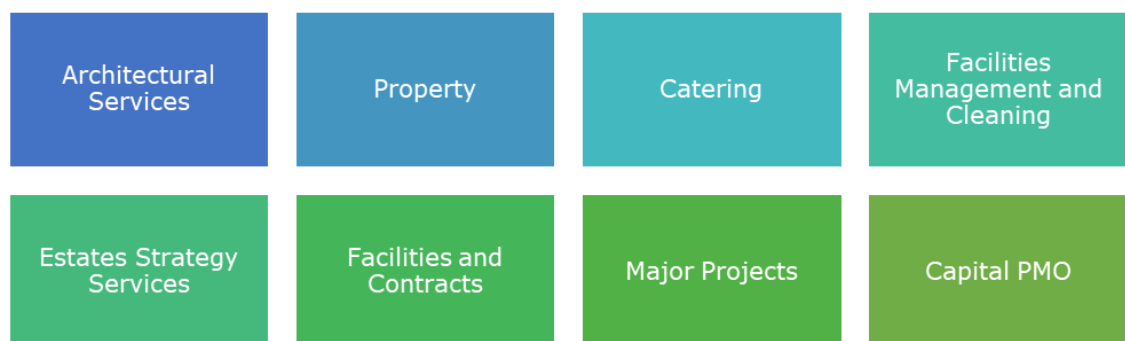 Architectural
Services
Property
Catering
Facilities
Management and
Cleaning
Estates Strategy
Services
Facilities and
Contracts
Major Projects
Capital PMO